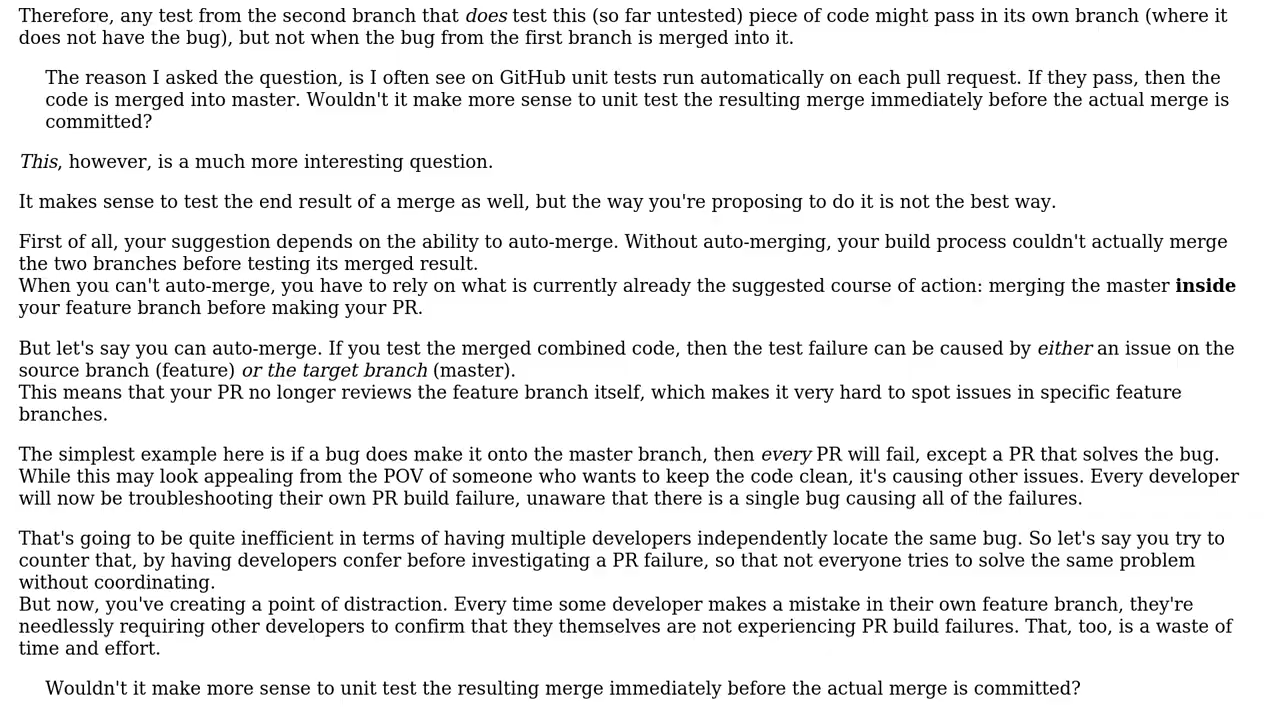 Therefore, any test from the second branch that does test this (so far untested) piece of code might pass in its own branch (where it
does not have the bug), but not when the bug from the first branch is merged into it.
The reason I asked the question, is I often see on GitHub unit tests run automatically on each pull request. If they pass, then the
code is merged into master. Wouldn't it make more sense to unit test the resulting merge immediately before the actual merge is
committed?
This, however, is a much more interesting question.
It makes sense to test the end result of a merge as well, but the way you're proposing to do it is not the best way.
First of all, your suggestion depends on the ability to auto-merge. Without auto-merging, your build process couldn't actually merge
the two branches before testing its merged result.
When you can't auto-merge, you have to rely on what is currently already the suggested course of action: merging the master inside
your feature branch before making your PR.
But let's say you can auto-merge. If you test the merged combined code, then the test failure can be caused by either an issue on the
source branch (feature) or the target branch (master).
This means that your PR no longer reviews the feature branch itself, which makes it very hard to spot issues in specific feature
branches.
The simplest example here is if a bug does make it onto the master branch, then every PR will fail, except a PR that solves the bug.
While this may look appealing from the POV of someone who wants to keep the code clean, it's causing other issues. Every developer
will now be troubleshooting their own PR build failure, unaware that there is a single bug causing all of the failures.
That's going to be quite inefficient in terms of having multiple developers independently locate the same bug. So let's say you try to
counter that, by having developers confer before investigating a PR failure, so that not everyone tries to solve the same problem
without coordinating.
But now, you've creating a point of distraction. Every time some developer makes a mistake in their own feature branch, they're
needlessly requiring other developers to confirm that they themselves are not experiencing PR build failures. That, too, is a waste of
time and effort.
Wouldn't it make more sense to unit test the resulting merge immediately before the actual merge is committed?